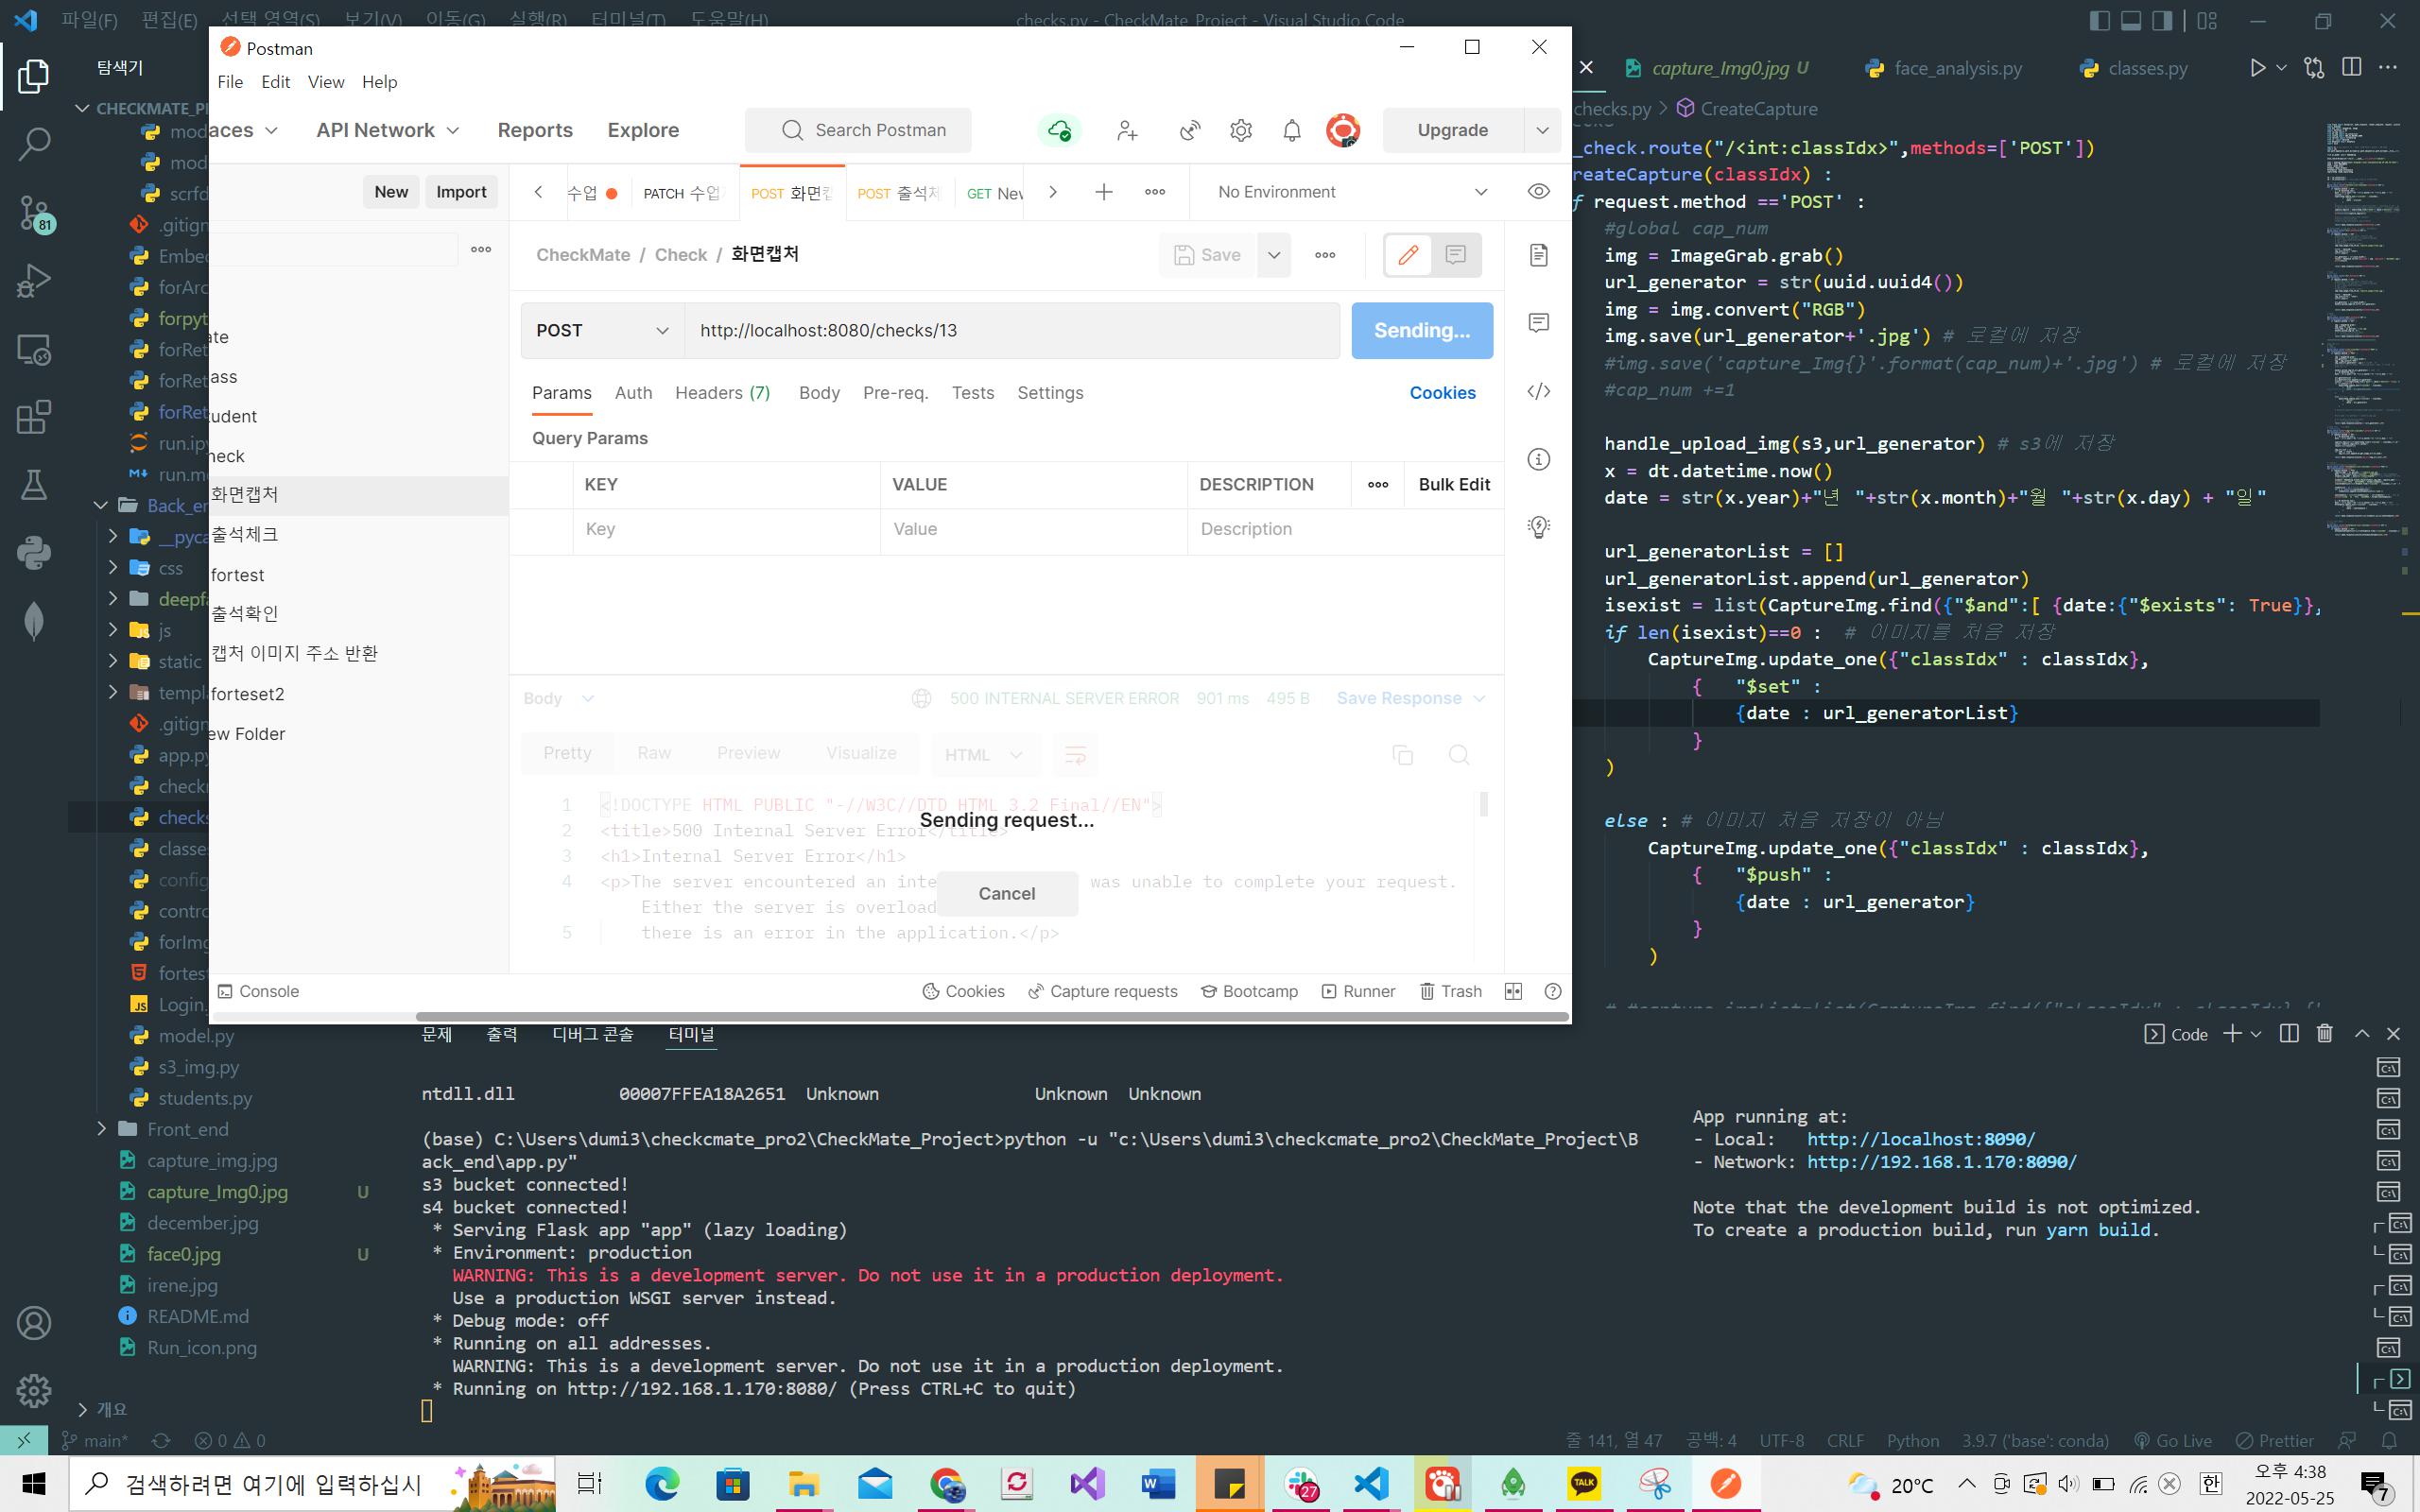 파일(F) 편집(E) 선택 영역(S) 보기(V) 이동(G) 실행(R) 터미널(T) 도움말(H)
checks.py - CheckMate_Project - Visual Studio Code
탐색기
CHECKMATE_P
mod
mod
scrfd
.gitign
Embed
forArc
forpyt
forRet
forRet
forRet
run.ipy
run.m
Back_er
__pyca
css
deepfa
js
static
templa
.gitign
app.py
check
checks
classe
config
contro
forImg
fortest
Login.
model.py
s3_img.py
students.py
Front_end
capture_img.jpg
capture_Img0.jpg U
december.jpg
face0.jpg U
irene.jpg
README.md
Run_icon.png
개요
81
Postman
File Edit View Help
aces API Network Reports Explore
Search Postman
Upgrade
New Import
수업 PATCH 수업 POST 화면캡 POST 출석체 GET Nev
No Environment
CheckMate / Check / 화면캡처
Save
POST http://localhost:8080/checks/13 Sending...
Params Auth Headers (7) Body Pre-req. Tests Settings Cookies
Query Params
KEY VALUE DESCRIPTION Bulk Edit
Key Value Description
ate
ass
udent
heck
화면캡처
출석체크
fortest
출석확인
캡처 이미지 주소 반환
forteset2
ew Folder
Body 500 INTERNAL SERVER ERROR 901 ms 495 B Save Response
Pretty Raw Preview Visualize HTML
1 <!DOCTYPE HTML PUBLIC "-//W3C//DTD HTML 3.2 Final//EN">
2 <title>500 Internal Server Error</title>
3 <h1>Internal Server Error</h1>
4 <p>The server encountered an inte was unable to complete your request.
Either the server is overload
5 there is an error in the application.</p>
Sending request...
Cancel
Console Cookies Capture requests Bootcamp Runner Trash
capture_Img0.jpg U face_analysis.py classes.py
checks.py > CreateCapture
_check.route("/<int:classIdx>",methods=['POST'])
reateCapture(classIdx) :
f request.method =='POST' :
#global cap_num
img = ImageGrab.grab()
url_generator = str(uuid.uuid4())
img = img.convert("RGB")
img.save(url_generator+'.jpg') # 로컬에 저장
#img.save('capture_Img{}'.format(cap_num)+'.jpg') # 로컬에 저장
#cap_num +=1
handle_upload_img(s3,url_generator) # s3에 저장
x = dt.datetime.now()
date = str(x.year)+"년 "+str(x.month)+"월 "+str(x.day) + "일"
url_generatorList = []
url_generatorList.append(url_generator)
isexist = list(CaptureImg.find({"$and":[ {date:{"$exists": True}},
if len(isexist)==0 : # 이미지를 처음 저장
CaptureImg.update_one({"classIdx" : classIdx},
{ "$set" :
{date : url_generatorList}
}
)
else : # 이미지 처음 저장이 아님
CaptureImg.update_one({"classIdx" : classIdx},
{ "$push" :
{date : url_generator}
}
)
문제 출력 디버그 콘솔 터미널
Code
ntdll.dll 00007FFEA18A2651 Unknown Unknown Unknown
(base) C:\Users\dumi3\checkcmate_pro2\CheckMate_Project>python -u "c:\Users\dumi3\checkcmate_pro2\CheckMate_Project\B
ack_end\app.py"
s3 bucket connected!
s4 bucket connected!
* Serving Flask app "app" (lazy loading)
* Environment: production
WARNING: This is a development server. Do not use it in a production deployment.
Use a production WSGI server instead.
* Debug mode: off
* Running on all addresses.
WARNING: This is a development server. Do not use it in a production deployment.
* Running on http://192.168.1.170:8080/ (Press CTRL+C to quit)
App running at:
- Local: http://localhost:8090/
- Network: http://192.168.1.170:8090/
Note that the development build is not optimized.
To create a production build, run yarn build.
main* 0 0
줄 141, 열 47 공백: 4 UTF-8 CRLF Python 3.9.7 ('base': conda) Go Live Prettier
검색하려면 여기에 입력하십시
27
TALK
20°C
한
오후 4:38
2022-05-25
7